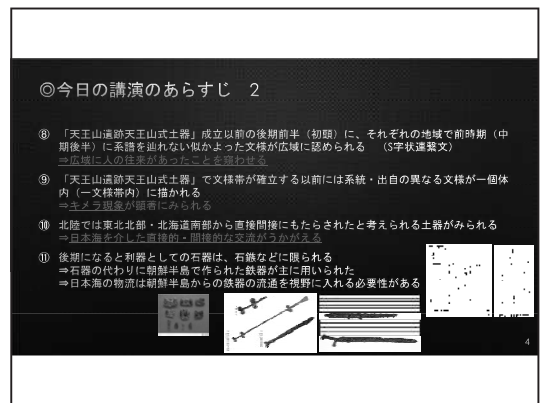 ◎今日の講演のあらすじ 2
⑧ 「天王山遺跡天王山式土器」成立以前の後期前半（初頭）に、それぞれの地域で前時期（中
期後半）に系譜を辿れない似かよった文様が広域に認められる （S字状連繋文）
⇒広域に人の往来があったことを窺わせる
⑨ 「天王山遺跡天王山式土器」で文様帯が確立する以前には系統・出自の異なる文様が一個体
内（一文様帯内）に描かれる
⇒キメラ現象が顕著にみられる
⑩ 北陸では東北北部・北海道南部から直接間接にもたらされたと考えられる土器がみられる
⇒日本海を介した直接的・間接的な交流がうかがえる
⑪ 後期になると利器としての石器は、石鏃などに限られる
⇒石器の代わりに朝鮮半島で作られた鉄器が主に用いられた
⇒日本海の物流は朝鮮半島からの鉄器の流通を視野に入れる必要性がある
4